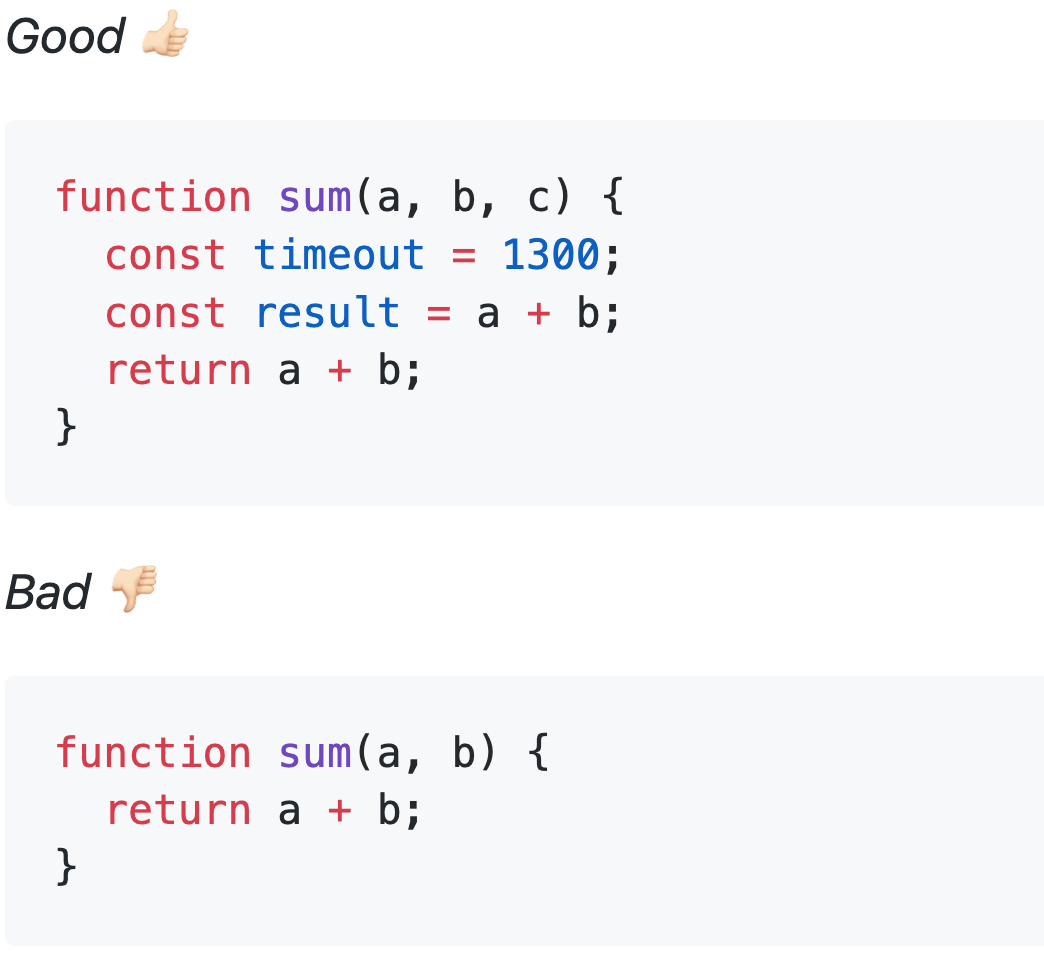 Good 👍🏻
function sum(a, b, c) {
  const timeout = 1300;
  const result = a + b;
  return a + b;
}
Bad 👎🏻
function sum(a, b) {
  return a + b;
}